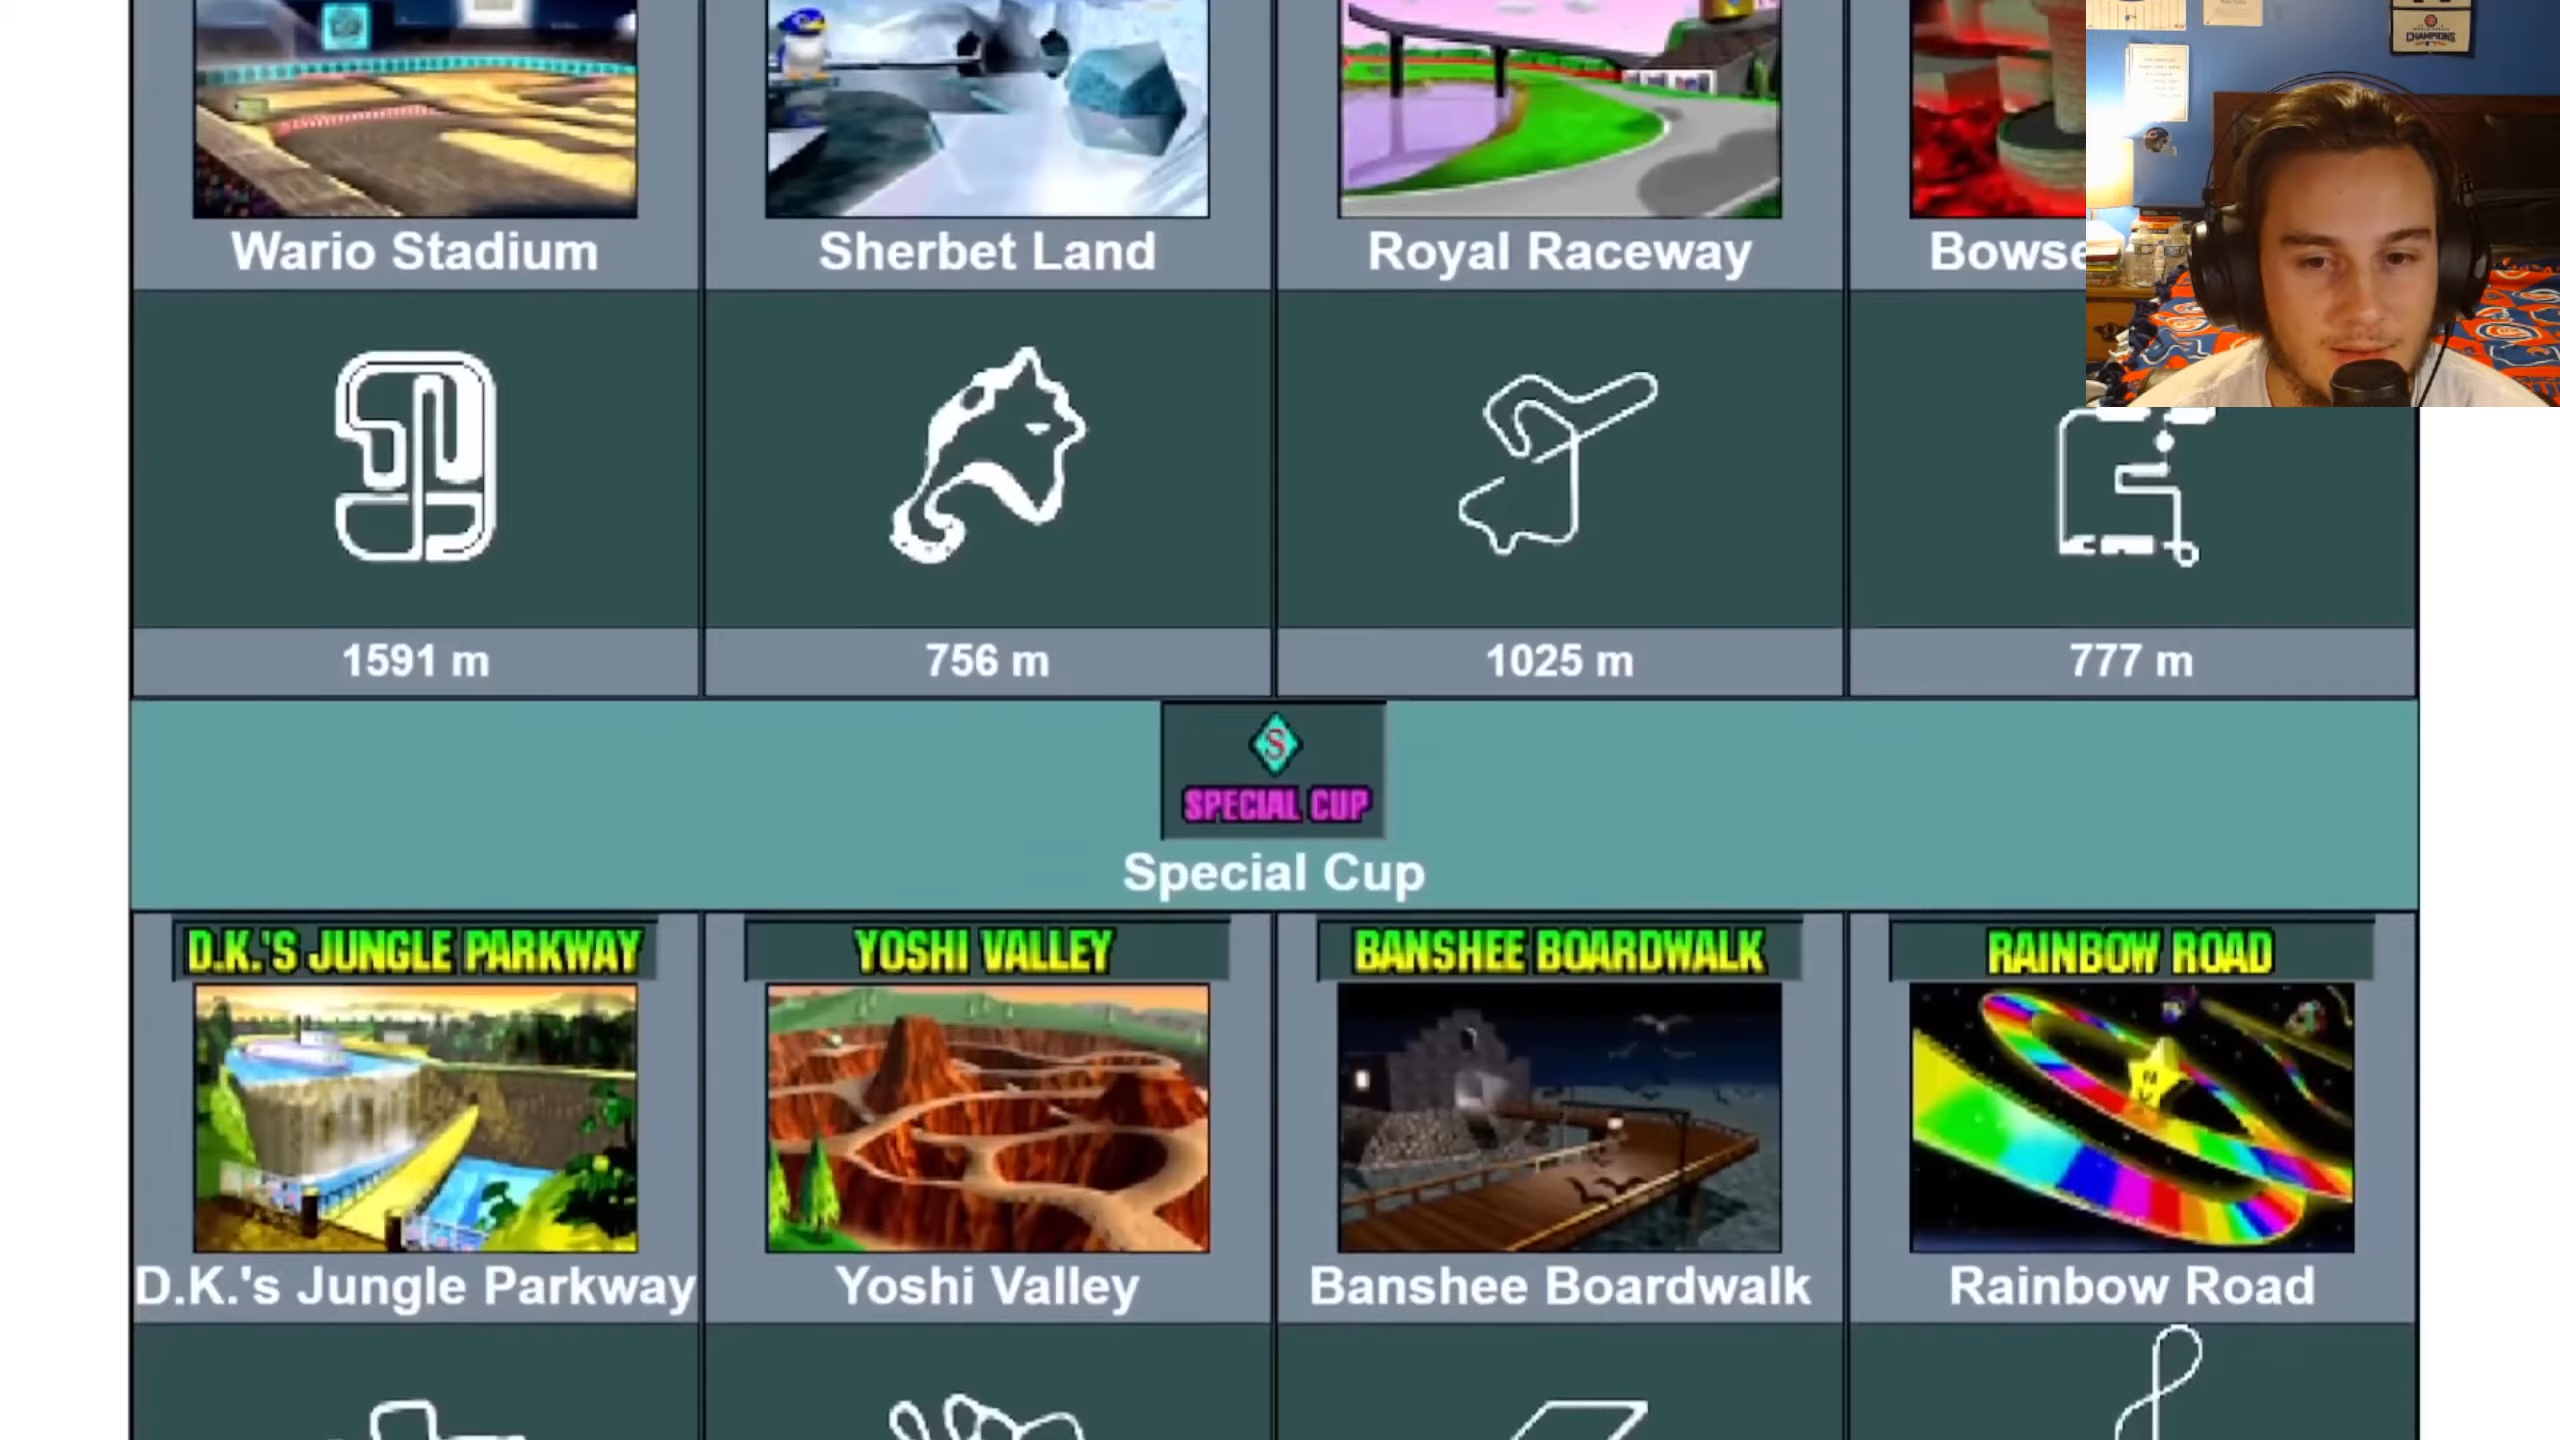 CHAMPIONS
Wario Stadium
Sherbet Land
Royal Raceway
Bowse
1591 m
756 m
1025 m
777 m
S
SPECIAL CUP
Special Cup
D.K.'S JUNGLE PARKWAY
YOSHI VALLEY
BANSHEE BOARDWALK
RAINBOW ROAD
D.K.'s Jungle Parkway
Yoshi Valley
Banshee Boardwalk
Rainbow Road